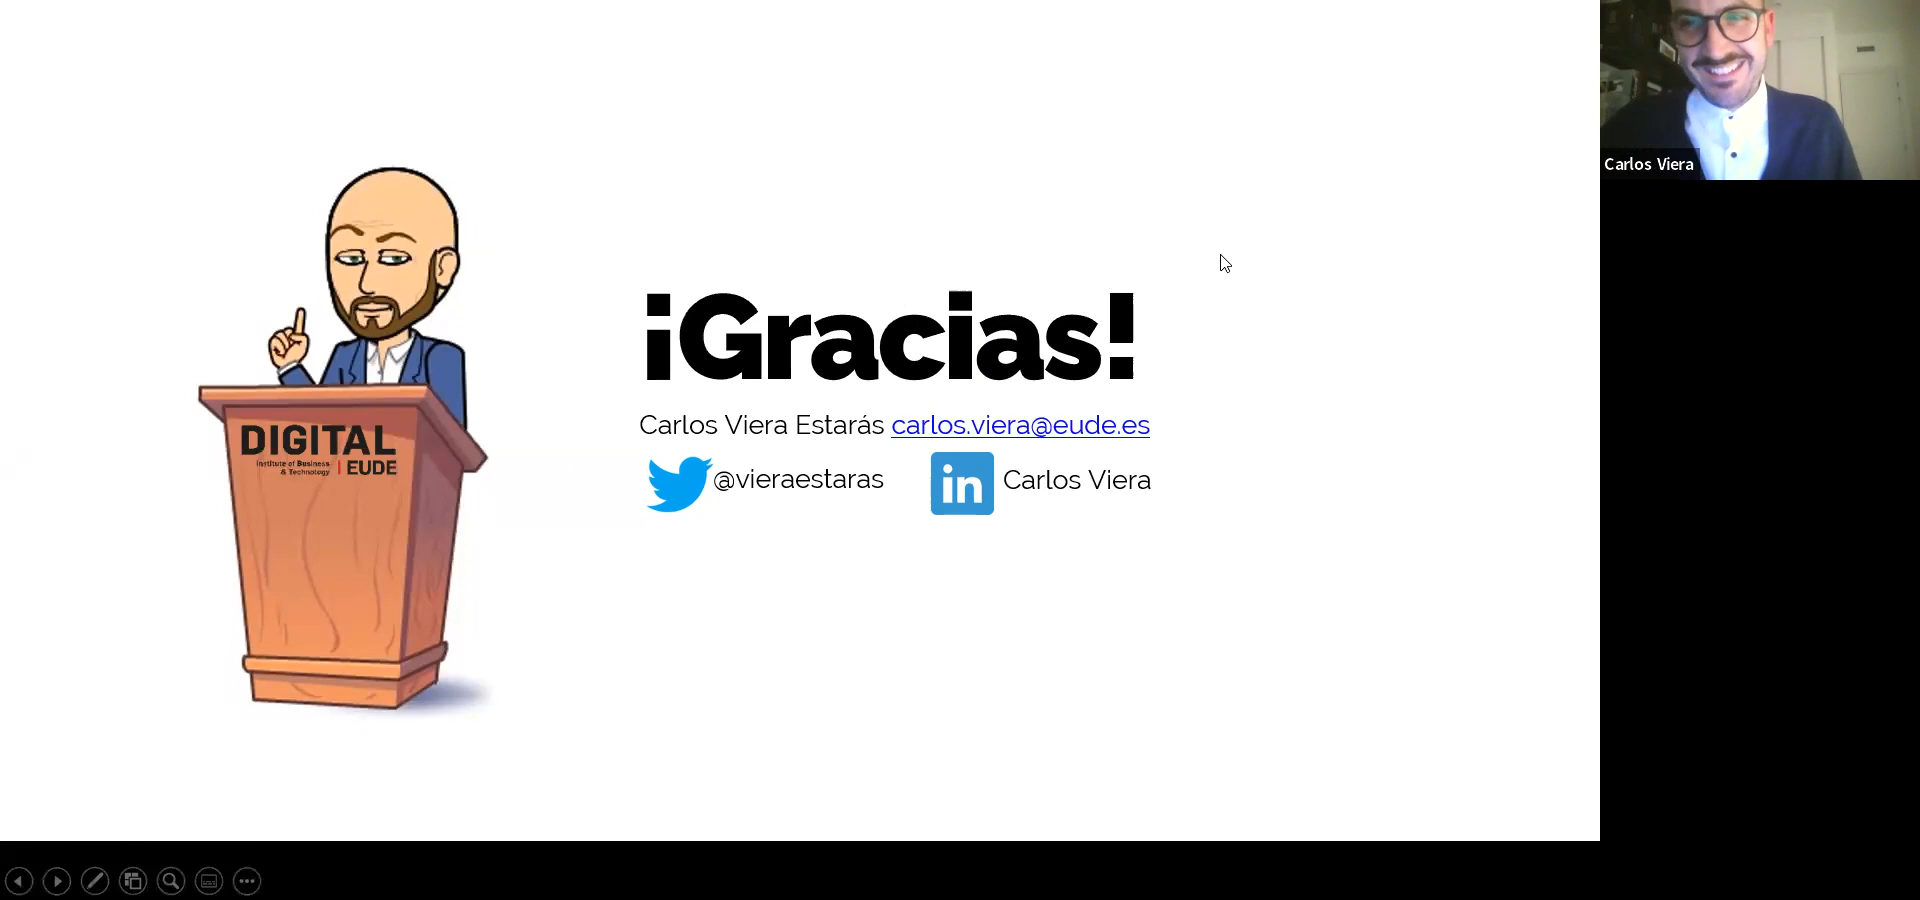 ¡Gracias!
Carlos Viera Estarás carlos.viera@eude.es
@vieraestaras
in Carlos Viera
DIGITAL
Institute of Business
& Technology
EUDE
Carlos Viera